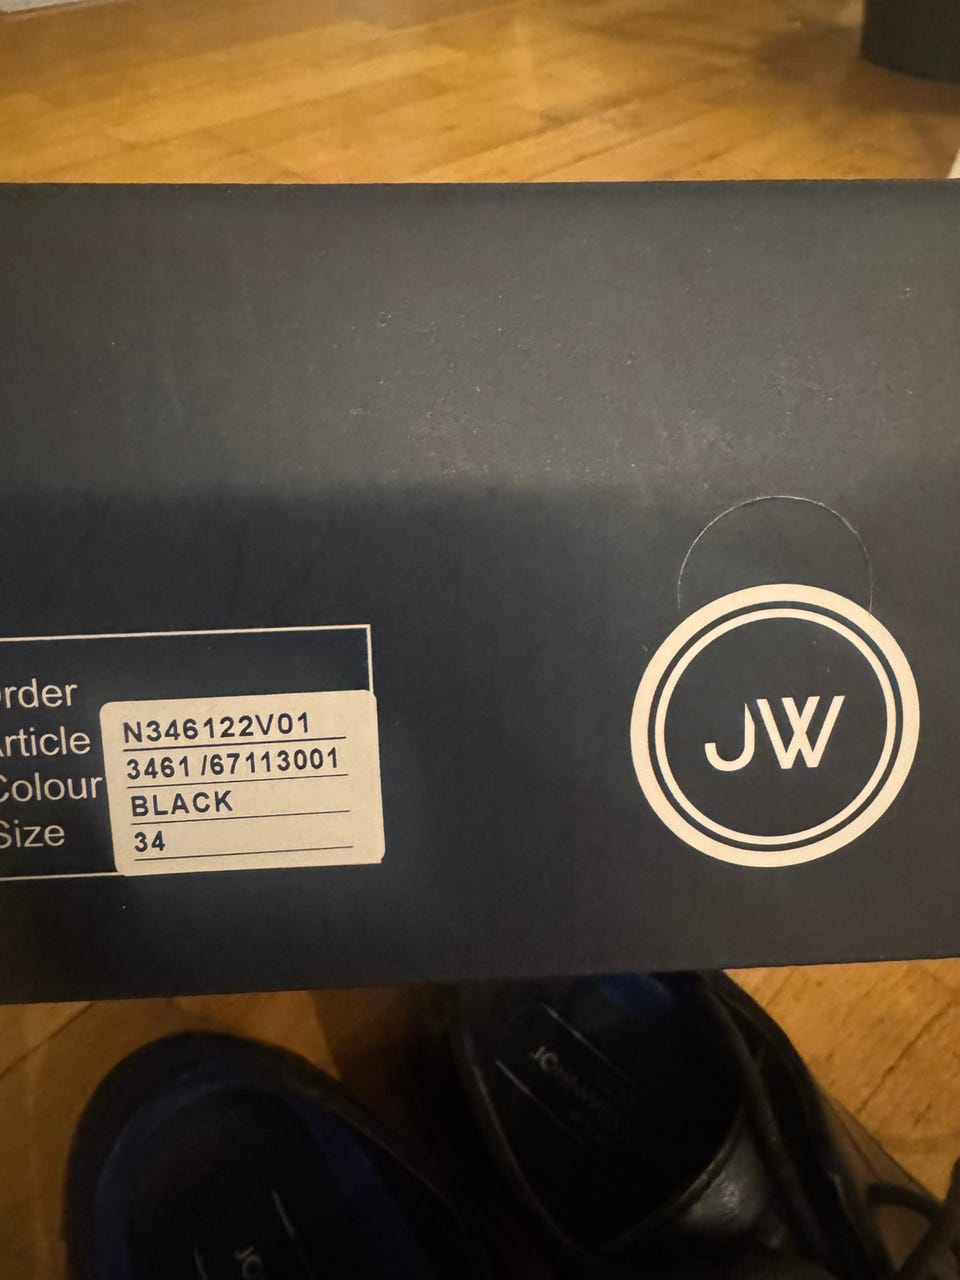 rder
rticle
Colour
Size
N346122V01
3461 /67113001
BLACK
34
JW